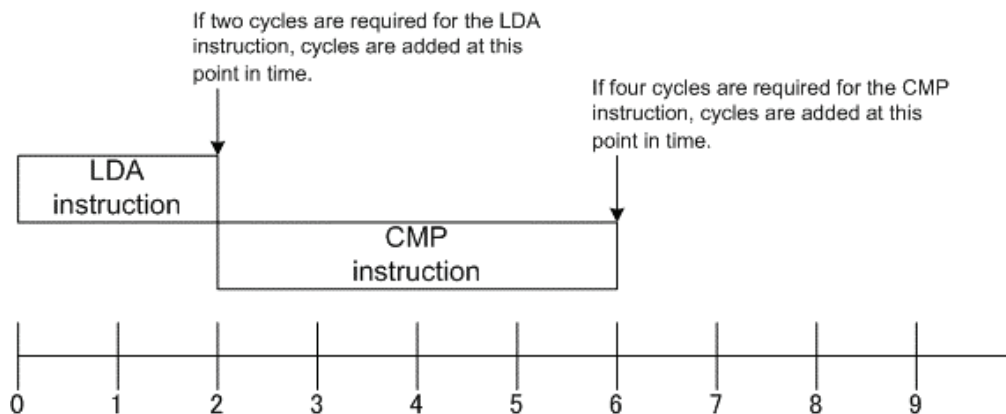 If two cycles are required for the LDA
instruction, cycles are added at this
point in time.
If four cycles are required for the CMP
instruction, cycles are added at this
point in time.
LDA
instruction
CMP
instruction
0 1 2 3 4 5 6 7 8 9